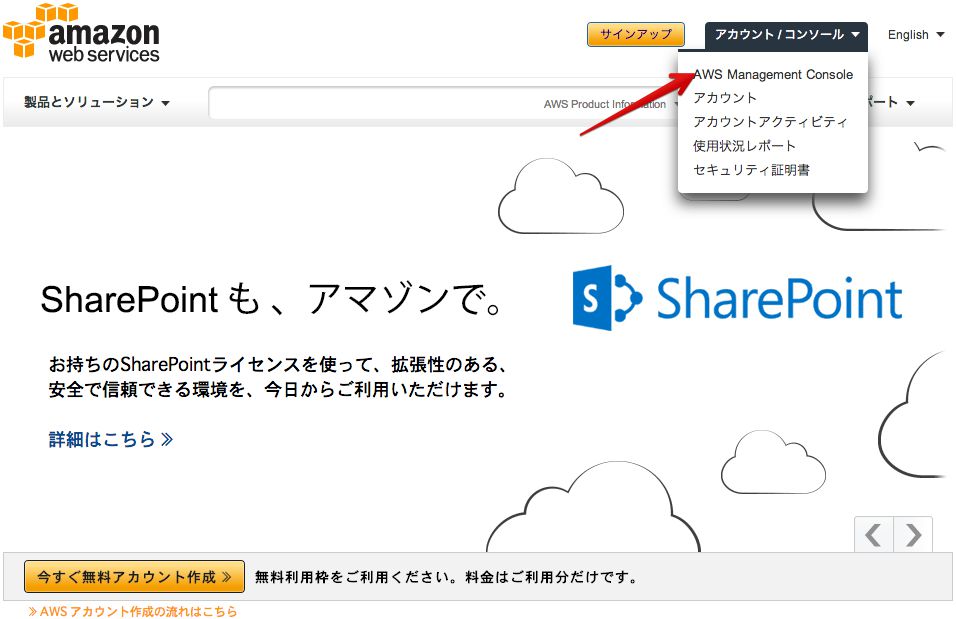 amazon
web services
サインアップ
アカウント / コンソール
English
製品とソリューション
AWS Product Information
ポート
AWS Management Console
アカウント
アカウントアクティビティ
使用状況レポート
セキュリティ証明書
SharePoint も 、アマゾンで。
S
SharePoint
お持ちのSharePointライセンスを使って、拡張性のある、
安全で信頼できる環境を、今日からご利用いただけます。
詳細はこちら »
今すぐ無料アカウント作成 »
無料利用枠をご利用ください。料金はご利用分だけです。
» AWS アカウント作成の流れはこちら